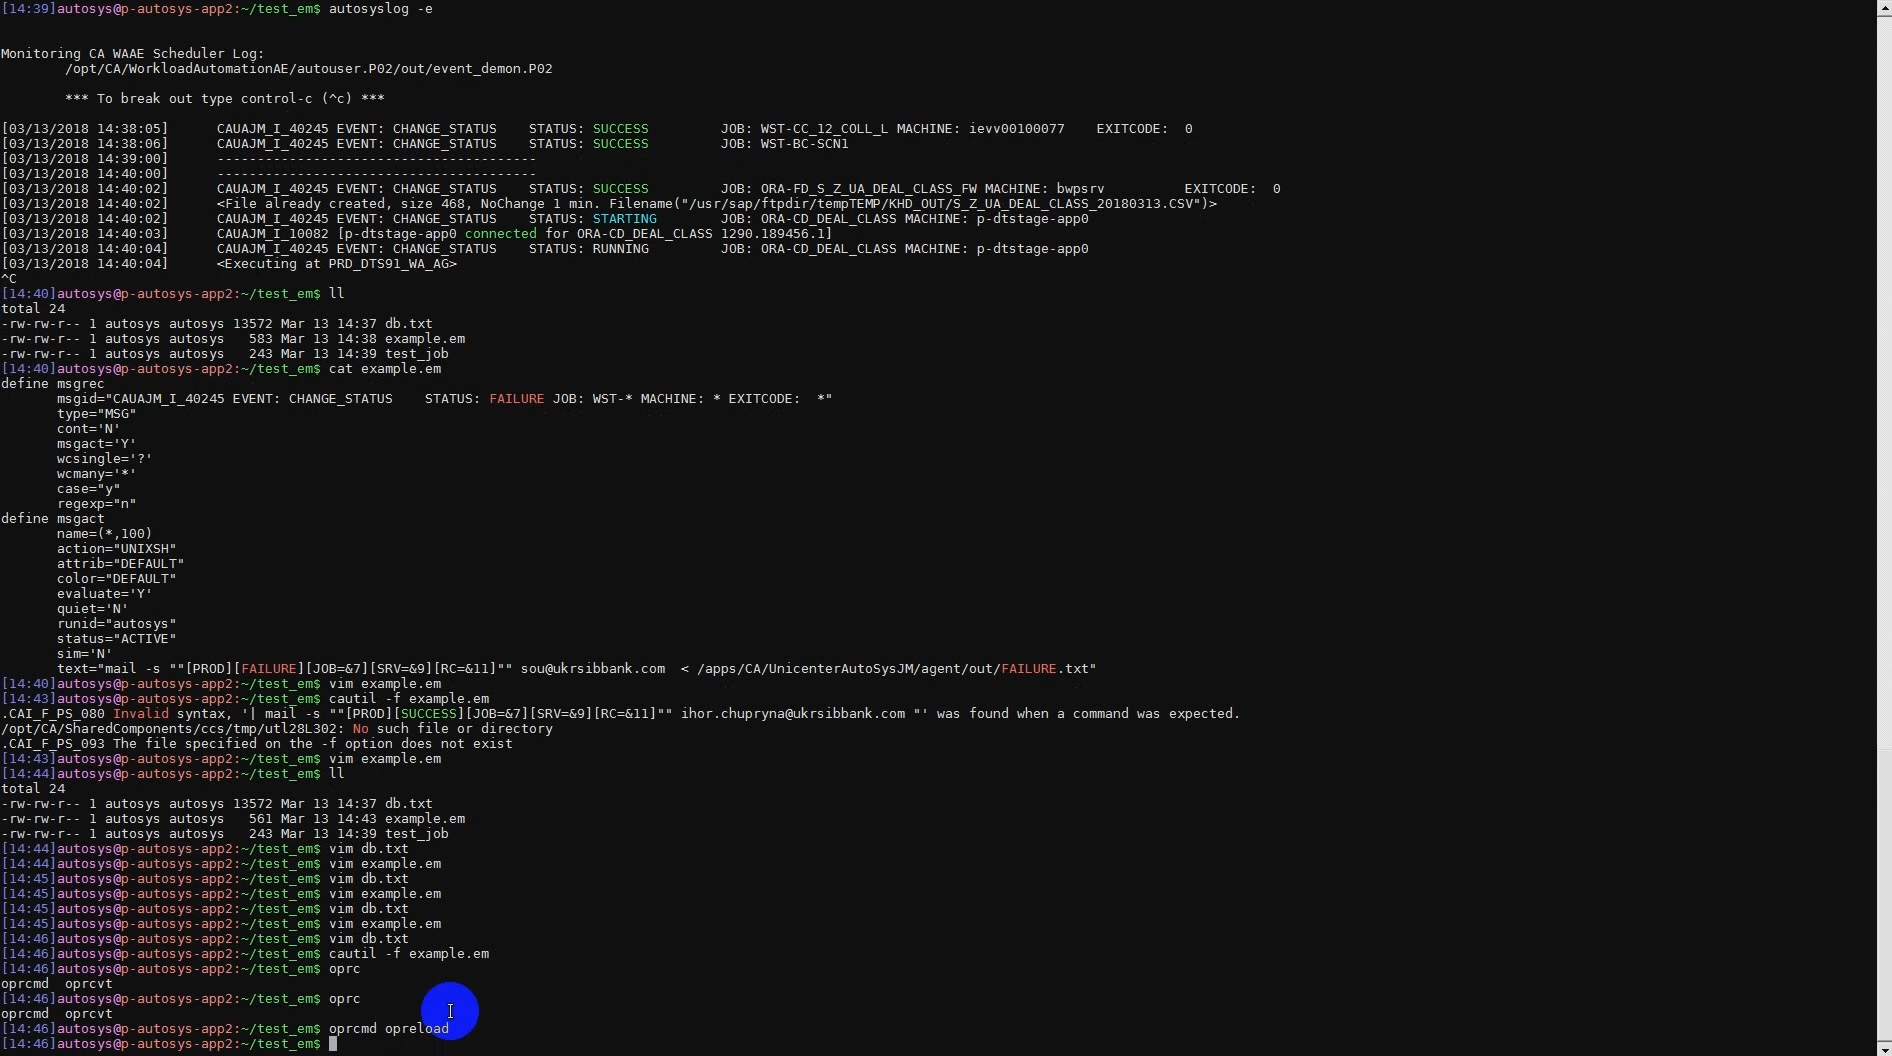 [14:39]autosys@p-autosys-app2:~/test_em$ autosyslog -e
Monitoring CA WAAE Scheduler Log:
/opt/CA/WorkloadAutomationAE/autouser.P02/out/event_demon.P02
*** To break out type control-c (^c) ***
[03/13/2018 14:38:05]      CAUAJM_I_40245 EVENT: CHANGE_STATUS    STATUS: SUCCESS         JOB: WST-CC_12_COLL_L MACHINE: ievv00100077    EXITCODE:  0
[03/13/2018 14:38:06]      CAUAJM_I_40245 EVENT: CHANGE_STATUS    STATUS: SUCCESS         JOB: WST-BC-SCN1
[03/13/2018 14:39:00]      ----------------------------------------
[03/13/2018 14:40:00]      ----------------------------------------
[03/13/2018 14:40:02]      CAUAJM_I_40245 EVENT: CHANGE_STATUS    STATUS: SUCCESS         JOB: ORA-FD_S_Z_UA_DEAL_CLASS_FW MACHINE: bwpsrv          EXITCODE:  0
[03/13/2018 14:40:02]      <File already created, size 468, NoChange 1 min. Filename("/usr/sap/ftpdir/tempTEMP/KHD_OUT/S_Z_UA_DEAL_CLASS_20180313.CSV")>
[03/13/2018 14:40:02]      CAUAJM_I_40245 EVENT: CHANGE_STATUS    STATUS: STARTING        JOB: ORA-CD_DEAL_CLASS MACHINE: p-dtstage-app0
[03/13/2018 14:40:03]      CAUAJM_I_10082 [p-dtstage-app0 connected for ORA-CD_DEAL_CLASS 1290.189456.1]
[03/13/2018 14:40:04]      CAUAJM_I_40245 EVENT: CHANGE_STATUS    STATUS: RUNNING         JOB: ORA-CD_DEAL_CLASS MACHINE: p-dtstage-app0
[03/13/2018 14:40:04]      <Executing at PRD_DTS91_WA_AG>
^C
[14:40]autosys@p-autosys-app2:~/test_em$ ll
total 24
-rw-rw-r-- 1 autosys autosys 13572 Mar 13 14:37 db.txt
-rw-rw-r-- 1 autosys autosys   583 Mar 13 14:38 example.em
-rw-rw-r-- 1 autosys autosys   243 Mar 13 14:39 test_job
[14:40]autosys@p-autosys-app2:~/test_em$ cat example.em
define msgrec
msgid="CAUAJM_I_40245 EVENT: CHANGE_STATUS    STATUS: FAILURE JOB: WST-* MACHINE: * EXITCODE:  *"
type="MSG"
cont='N'
msgact='Y'
wcsingle='?'
wcmany='*'
case="y"
regexp="n"
define msgact
name=(*,100)
action="UNIXSH"
attrib="DEFAULT"
color="DEFAULT"
evaluate='Y'
quiet='N'
runid="autosys"
status="ACTIVE"
sim='N'
text="mail -s ""[PROD][FAILURE][JOB=&7][SRV=&9][RC=&11]"" sou@ukrsibbank.com  < /apps/CA/UnicenterAutoSysJM/agent/out/FAILURE.txt"
[14:40]autosys@p-autosys-app2:~/test_em$ vim example.em
[14:43]autosys@p-autosys-app2:~/test_em$ cautil -f example.em
.CAI_F_PS_080 Invalid syntax, '| mail -s ""[PROD][SUCCESS][JOB=&7][SRV=&9][RC=&11]"" ihor.chupryna@ukrsibbank.com "' was found when a command was expected.
/opt/CA/SharedComponents/ccs/tmp/utl28L302: No such file or directory
.CAI_F_PS_093 The file specified on the -f option does not exist
[14:43]autosys@p-autosys-app2:~/test_em$ vim example.em
[14:44]autosys@p-autosys-app2:~/test_em$ ll
total 24
-rw-rw-r-- 1 autosys autosys 13572 Mar 13 14:37 db.txt
-rw-rw-r-- 1 autosys autosys   561 Mar 13 14:43 example.em
-rw-rw-r-- 1 autosys autosys   243 Mar 13 14:39 test_job
[14:44]autosys@p-autosys-app2:~/test_em$ vim db.txt
[14:44]autosys@p-autosys-app2:~/test_em$ vim example.em
[14:45]autosys@p-autosys-app2:~/test_em$ vim db.txt
[14:45]autosys@p-autosys-app2:~/test_em$ vim example.em
[14:45]autosys@p-autosys-app2:~/test_em$ vim db.txt
[14:45]autosys@p-autosys-app2:~/test_em$ vim example.em
[14:46]autosys@p-autosys-app2:~/test_em$ vim db.txt
[14:46]autosys@p-autosys-app2:~/test_em$ cautil -f example.em
[14:46]autosys@p-autosys-app2:~/test_em$ oprc
oprcmd  oprcvt
[14:46]autosys@p-autosys-app2:~/test_em$ oprc
oprcmd  oprcvt
[14:46]autosys@p-autosys-app2:~/test_em$ oprcmd opreload
[14:46]autosys@p-autosys-app2:~/test_em$